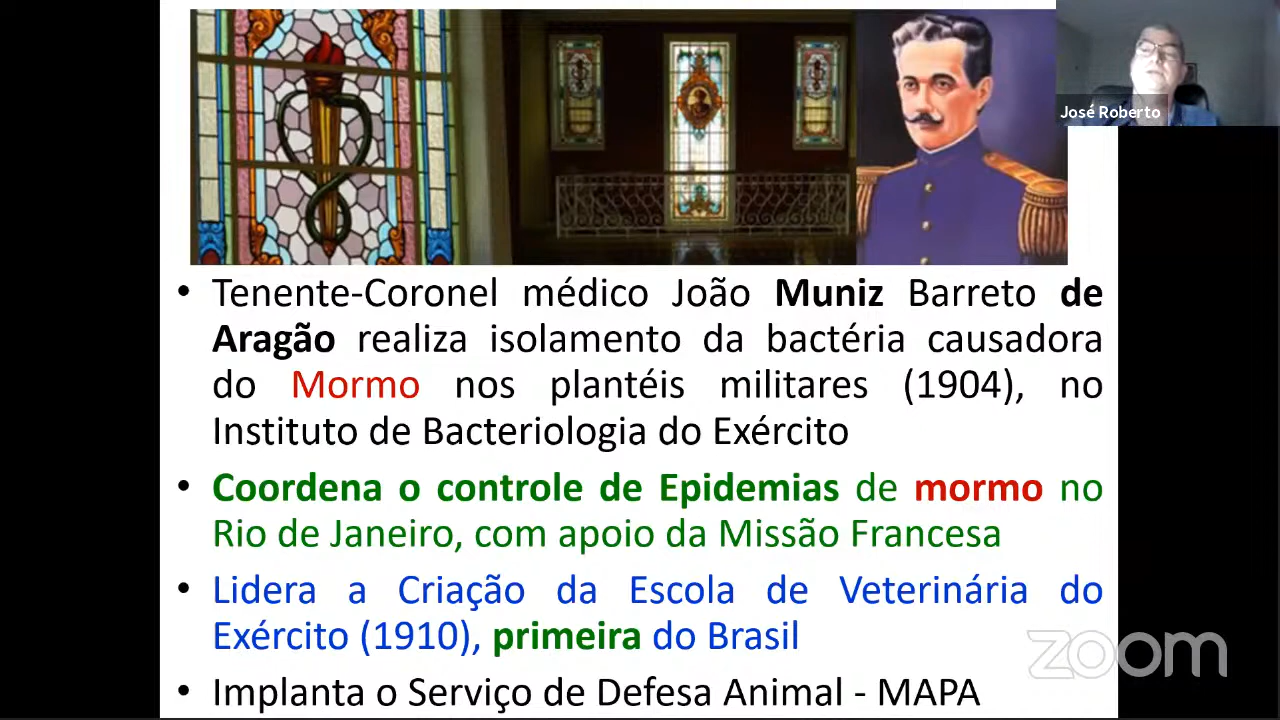 José Roberto
• Tenente-Coronel médico João Muniz Barreto de
Aragão realiza isolamento da bactéria causadora
do Mormo nos plantéis militares (1904), no
Instituto de Bacteriologia do Exército
• Coordena o controle de Epidemias de mormo no
Rio de Janeiro, com apoio da Missão Francesa
• Lidera a Criação da Escola de Veterinária do
Exército (1910), primeira do Brasil
• Implanta o Serviço de Defesa Animal - MAPA
zoom